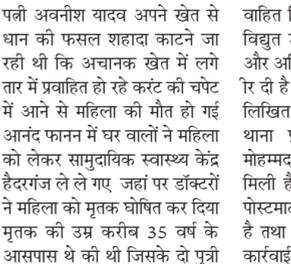 पत्नी अवनीश यादव अपने खेत से
धान की फसल शहादा काटने जा
रही थी कि अचानक खेत में लगे
तार में प्रवाहित हो रहे करंट की चपेट
में आने से महिला की मौत हो गई
आनंद फानन में घर वालों ने महिला
को लेकर सामुदायिक स्वास्थ्य केंद्र
हैदरगंज ले ले गए जहां पर डॉक्टरों
ने महिला को मृतक घोषित कर दिया
मृतक की उम्र करीब 35 वर्ष के
आसपास थे की थी जिसके दो पुत्री
वाहित
विद्युत
और
दी है
लिखित
थाना
मोहम्मद
मिली है
है तथा
कार्रवाई